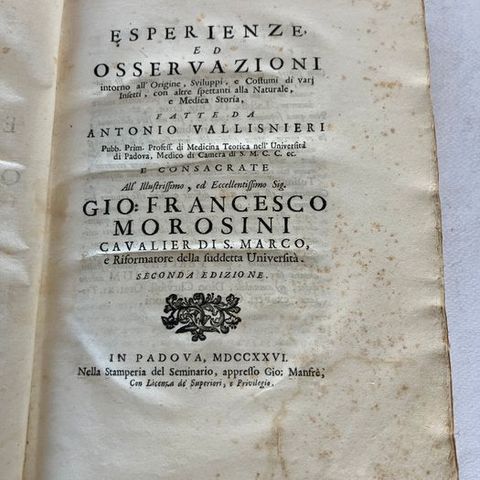 ESPERIENZE,
ED
OSSERVAZIONI
intorno all' Origine, Sviluppi, e Costumi di varj
Insetti, con altre spettanti alla Naturale,
e Medica Storia,
FATTE DA
ANTONIO VALLISNIERI
Pubb. Prim. Profess. di Medicina Teorica nell' Università
di Padova, Medico di Camera di S. M. C. C. ec.
E CONSACRATE
All' Illustrissimo, ed Eccellentissimo Sig.
GIO: FRANCESCO
MOROSINI
CAVALIER DI S. MARCO,
e Riformatore della suddetta Università.
SECONDA EDIZIONE.
IN PADOVA, MDCCXXVI.
Nella Stamperia del Seminario, appresso Gio: Manfrè,
Con Licenza de' Superiori, e Privilegio.